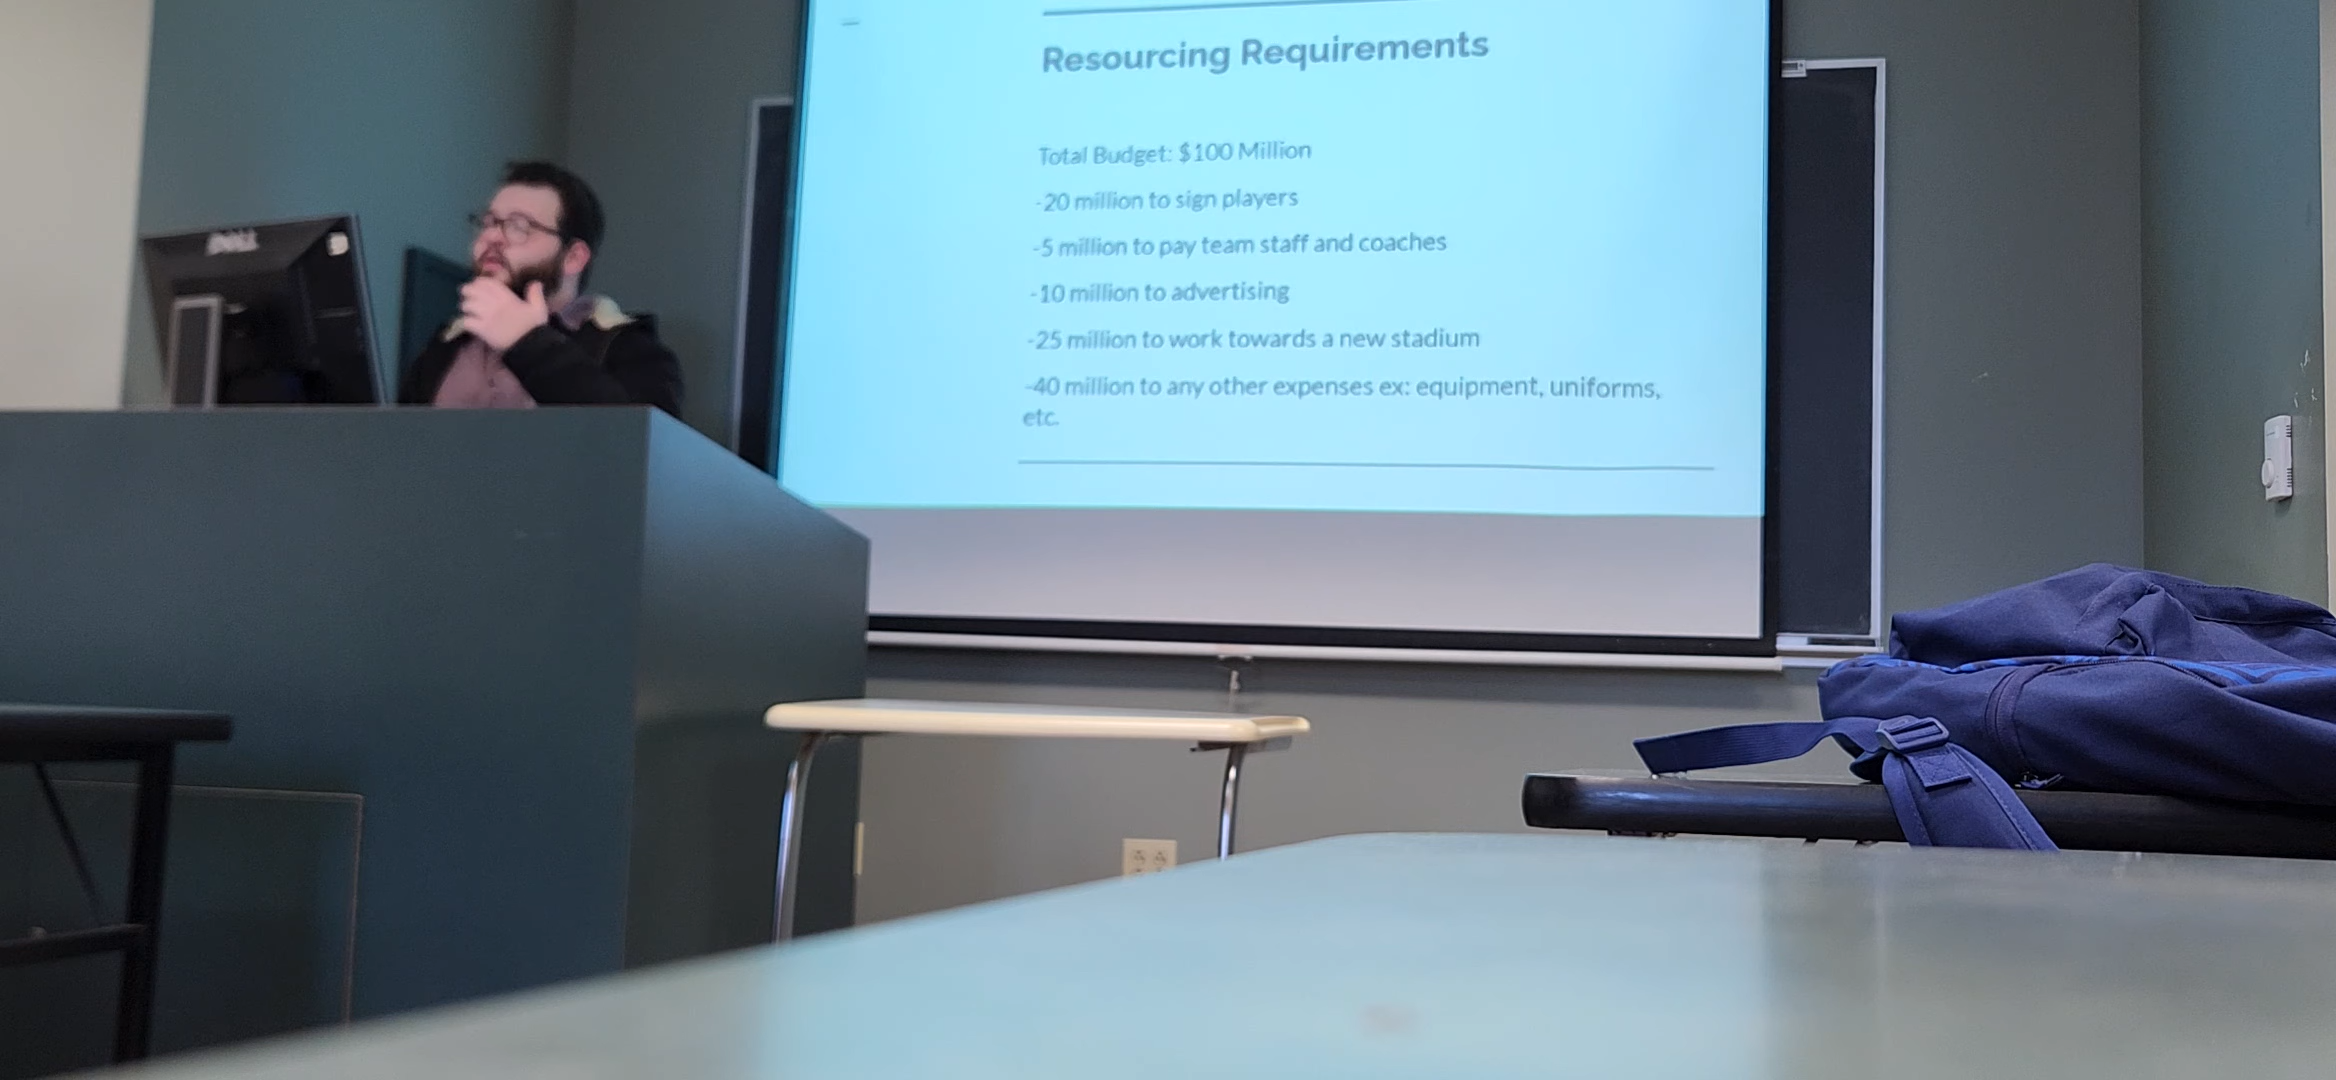 Resourcing Requirements
Total Budget: $100 Million
-20 million to sign players
-5 million to pay team staff and coaches
-10 million to advertising
-25 million to work towards a new stadium
-40 million to any other expenses ex: equipment, uniforms,
etc.
DELL